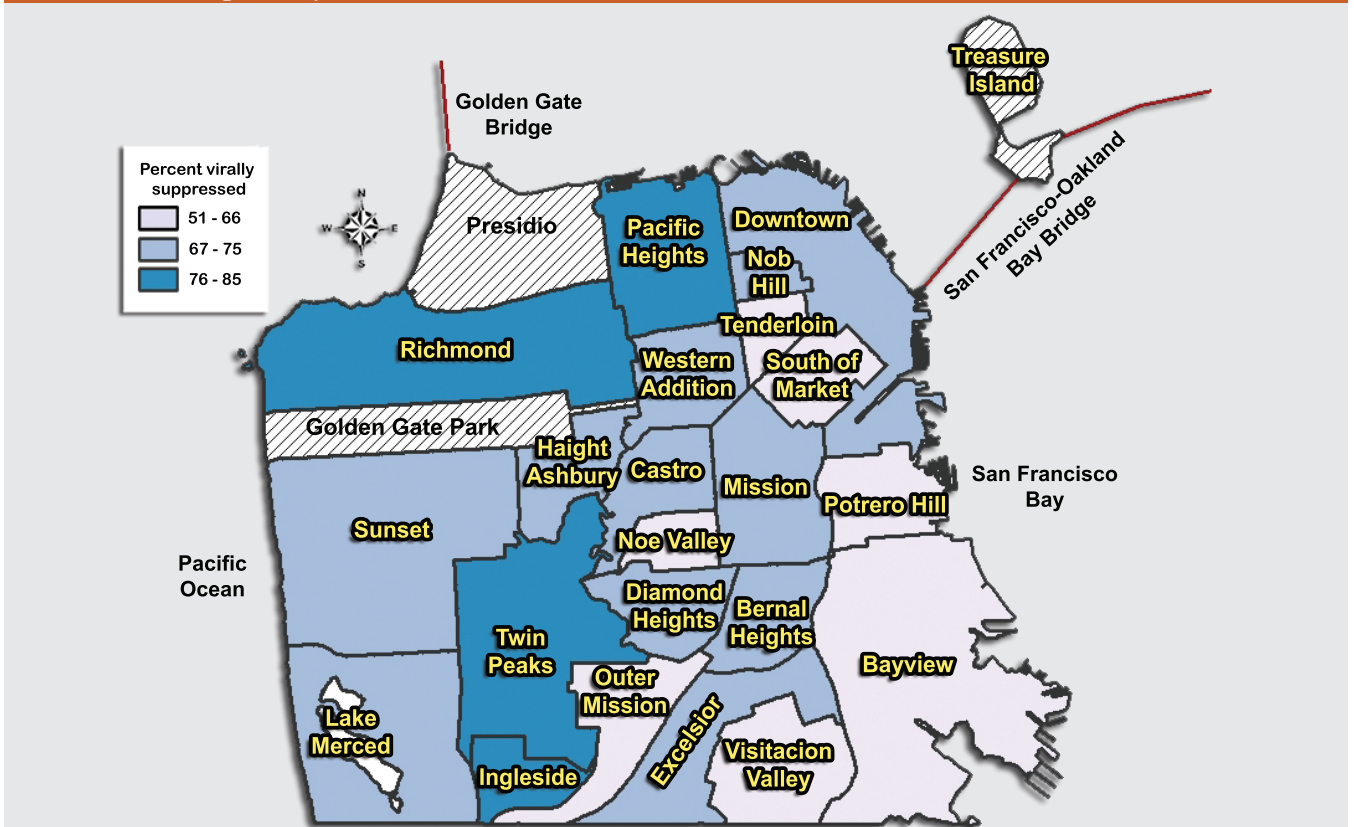 Treasure
Island
Golden Gate
Bridge
San Francisco-Oakland
Bay Bridge
Percent virally
suppressed
51 - 66
67 - 75
76 - 85
N
W
E
S
Presidio
Pacific
Heights
Downtown
Nob
Hill
Tenderloin
Richmond
Western
Addition
South of
Market
Golden Gate Park
Haight
Ashbury
Castro
Mission
San Francisco
Bay
Potrero Hill
Sunset
Noe Valley
Pacific
Ocean
Diamond
Heights
Bernal
Heights
Twin
Peaks
Bayview
Outer
Mission
Lake
Merced
Excelsior
Visitacion
Valley
Ingleside